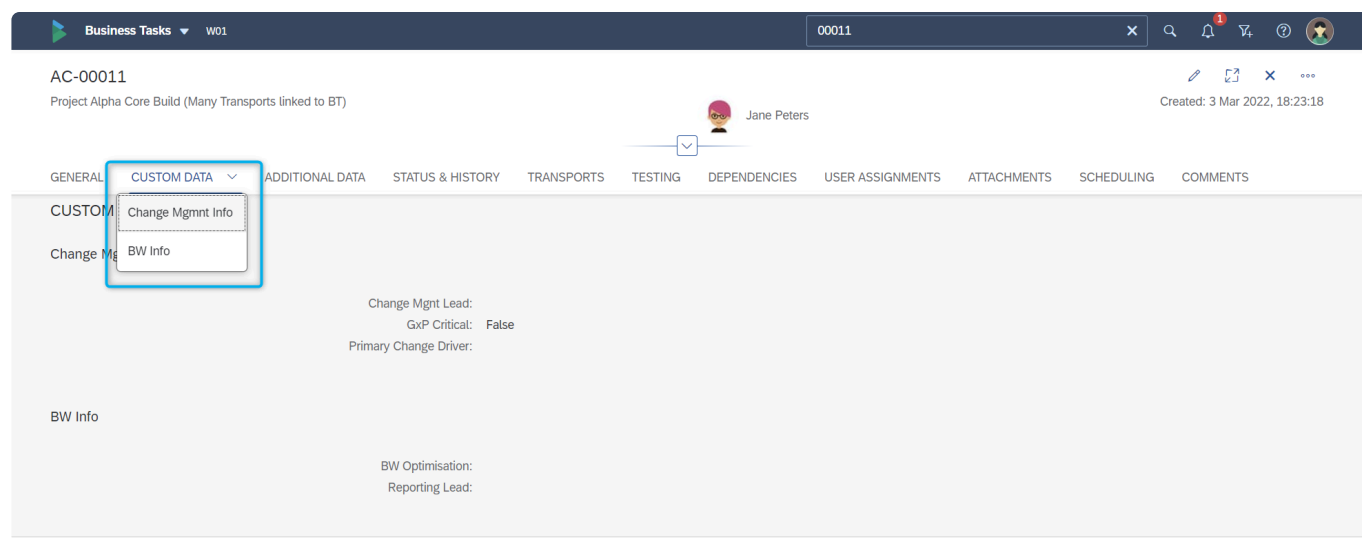 Business Tasks W01 00011 1
AC-00011
Project Alpha Core Build (Many Transports linked to BT)
Jane Peters
Created: 3 Mar 2022, 18:23:18
GENERAL CUSTOM DATA ADDITIONAL DATA STATUS & HISTORY TRANSPORTS TESTING DEPENDENCIES USER ASSIGNMENTS ATTACHMENTS SCHEDULING COMMENTS
CUSTOM
Change Mgmnt Info
BW Info
Change Mg
Change Mgnt Lead:
GxP Critical: False
Primary Change Driver:
BW Info
BW Optimisation:
Reporting Lead: